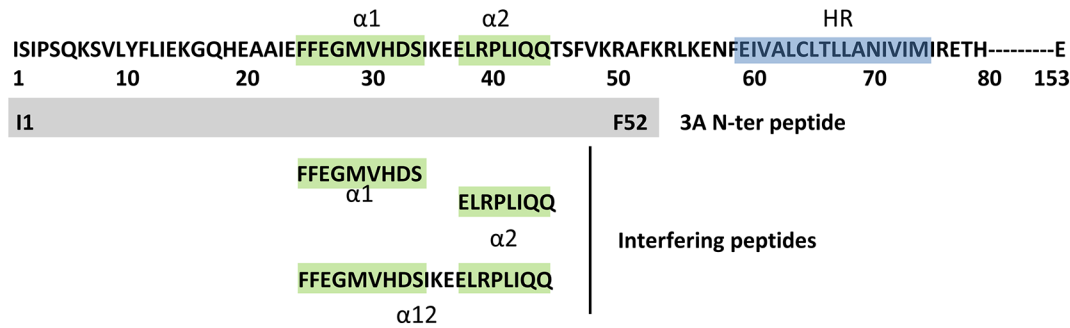 α1 α2 HR
ISIPSQKSVLYFLIEKGQHEAAIEFFEGMVHDSIKEELRPLIQQTSFVKRAFKRLKENFEIVALCLTLLANIVIMIRETH---------E
1 10 20 30 40 50 60 70 80 153
I1 F52 3A N-ter peptide
FFEGMVHDS
α1
ELRPLIQQ
α2
Interfering peptides
FFEGMVHDSIKEELRPLIQQ
α12